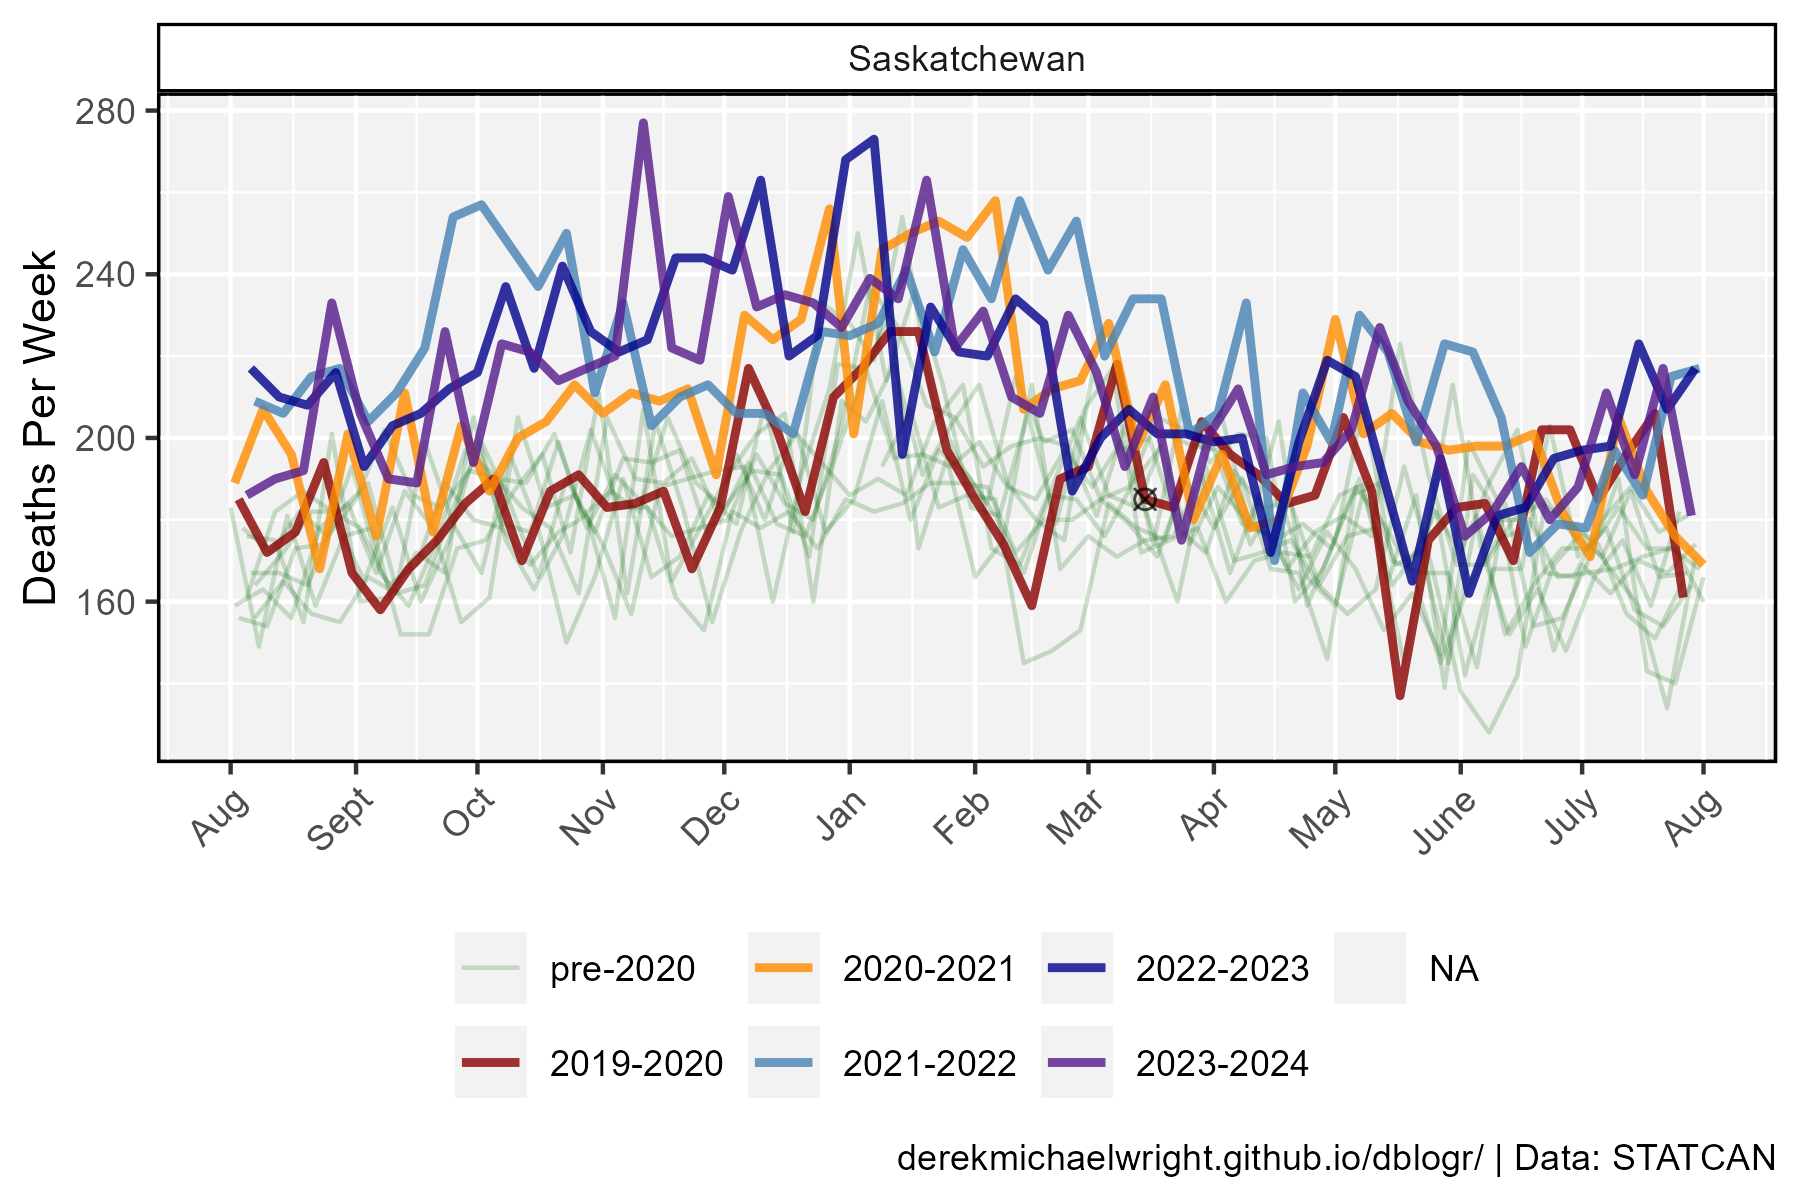 Saskatchewan
Deaths Per Week
280
240
200
160
Aug Sept Oct Nov Dec Jan Feb Mar Apr May June July Aug
pre-2020 2020-2021 2022-2023 NA
2019-2020 2021-2022 2023-2024
derekmichaelwright.github.io/dblogr/ | Data: STATCAN